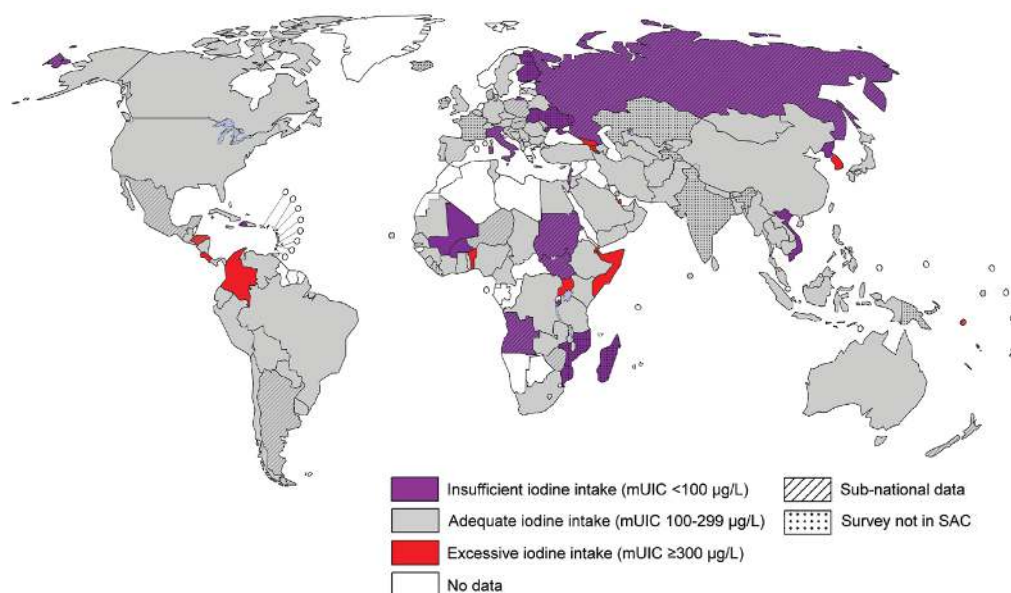 Insufficient iodine intake (mUIC <100 µg/L)
Adequate iodine intake (mUIC 100-299 µg/L)
Excessive iodine intake (mUIC ≥300 µg/L)
No data
Sub-national data
Survey not in SAC